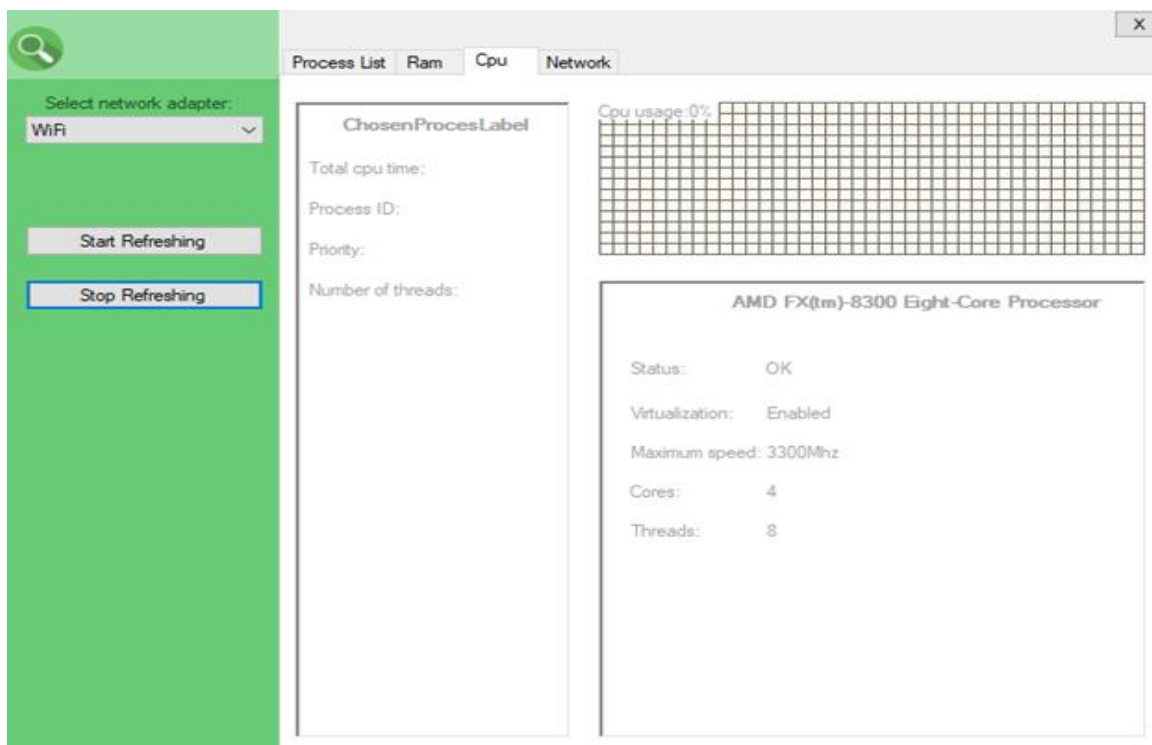 X
Process List Ram Cpu Network
Select network adapter:
WiFi
Start Refreshing
Stop Refreshing
ChosenProcesLabel
Total cpu time:
Process ID:
Priority:
Number of threads:
Cpu usage:0%
AMD FX(tm)-8300 Eight-Core Processor
Status: OK
Virtualization: Enabled
Maximum speed: 3300Mhz
Cores: 4
Threads: 8